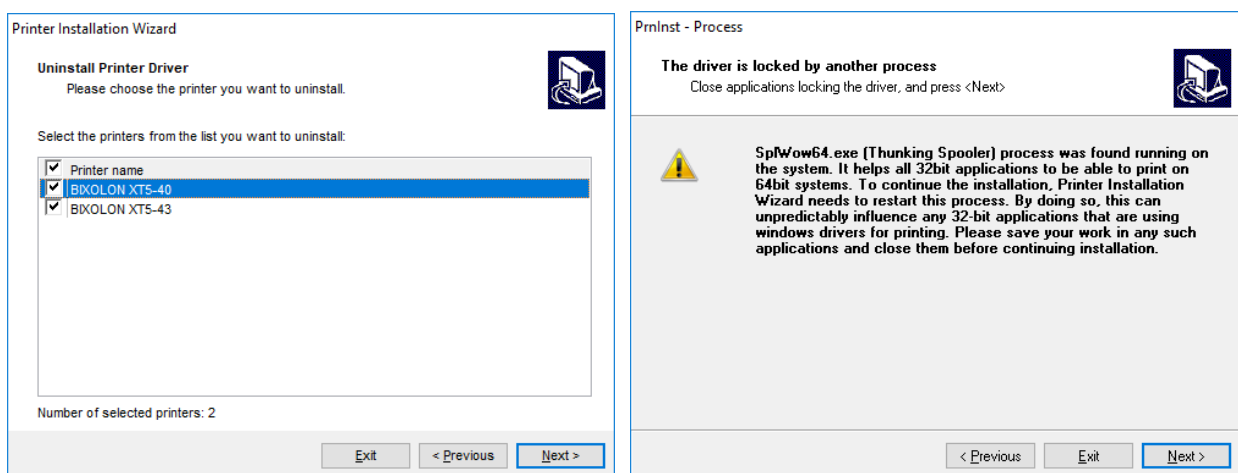 Printer Installation Wizard
Uninstall Printer Driver
Please choose the printer you want to uninstall.
Select the printers from the list you want to uninstall:
Printer name
BIXOLON XT5-40
BIXOLON XT5-43
Number of selected printers: 2
Exit
< Previous
Next >
PrnInst - Process
The driver is locked by another process
Close applications locking the driver, and press <Next>
SplWow64.exe (Thunking Spooler) process was found running on
the system. It helps all 32bit applications to be able to print on
64bit systems. To continue the installation, Printer Installation
Wizard needs to restart this process. By doing so, this can
unpredictably influence any 32-bit applications that are using
windows drivers for printing. Please save your work in any such
applications and close them before continuing installation.
< Previous
Exit
Next >